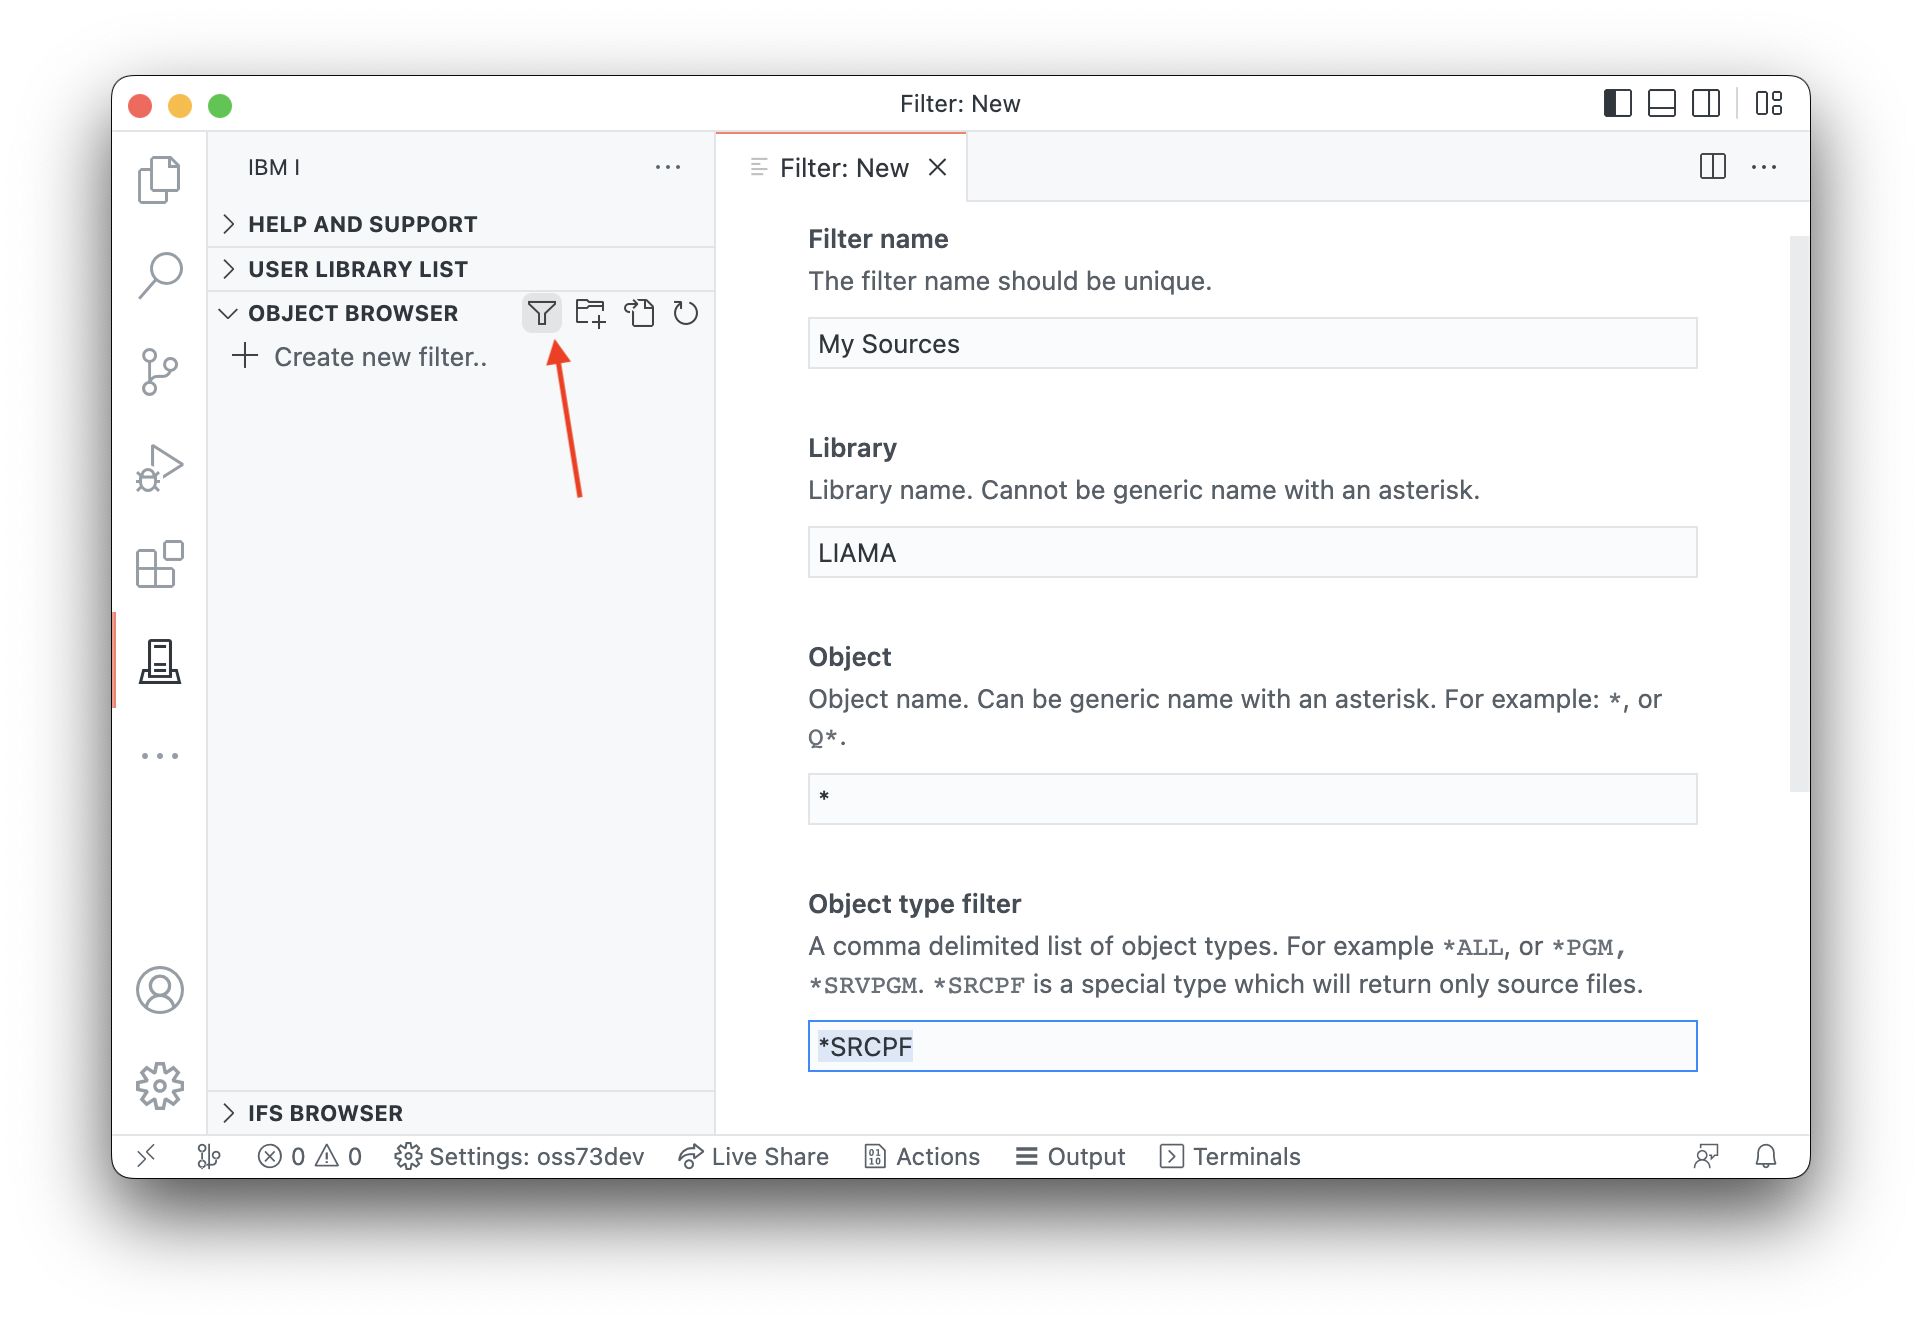 Filter: New
IBM I
HELP AND SUPPORT
USER LIBRARY LIST
OBJECT BROWSER
Create new filter..
IFS BROWSER
Filter: New
Filter name
The filter name should be unique.
My Sources
Library
Library name. Cannot be generic name with an asterisk.
LIAMA
Object
Object name. Can be generic name with an asterisk. For example: *, or
Q*.
*
Object type filter
A comma delimited list of object types. For example *ALL, or *PGM,
*SRVPGM. *SRCPF is a special type which will return only source files.
*SRCPF
0 0 Settings: oss73dev Live Share Actions Output Terminals